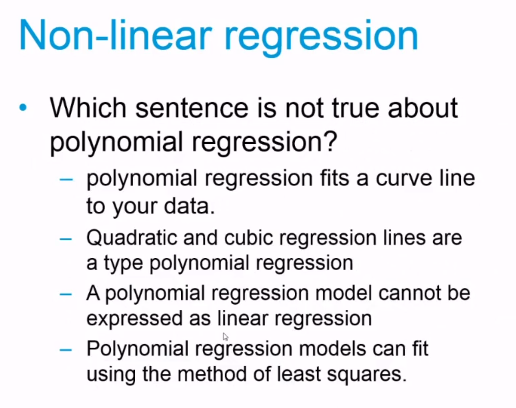 Non-linear regression
• Which sentence is not true about
polynomial regression?
– polynomial regression fits a curve line
to your data.
– Quadratic and cubic regression lines are
a type polynomial regression
– A polynomial regression model cannot be
expressed as linear regression
– Polynomial regression models can fit
using the method of least squares.